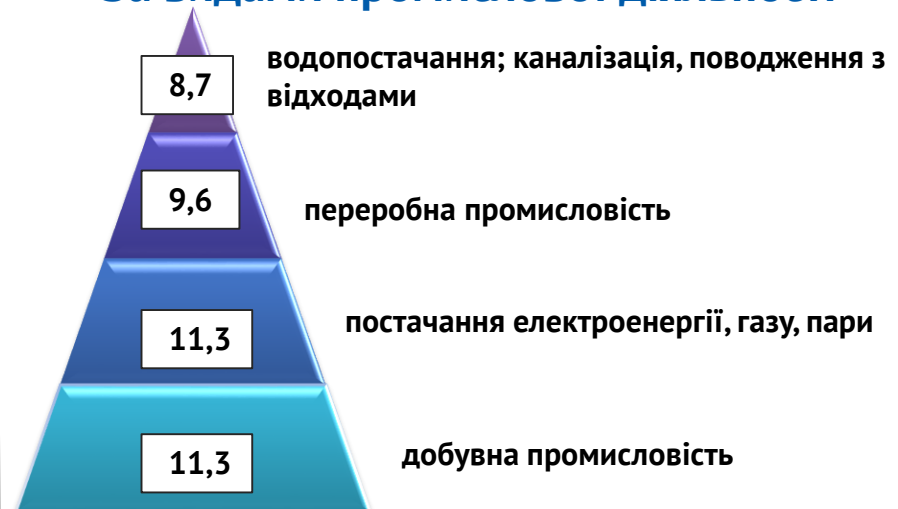 8,7
водопостачання; каналізація, поводження з
відходами
9,6
переробна промисловість
11,3
постачання електроенергії, газу, пари
11,3
добувна промисловість